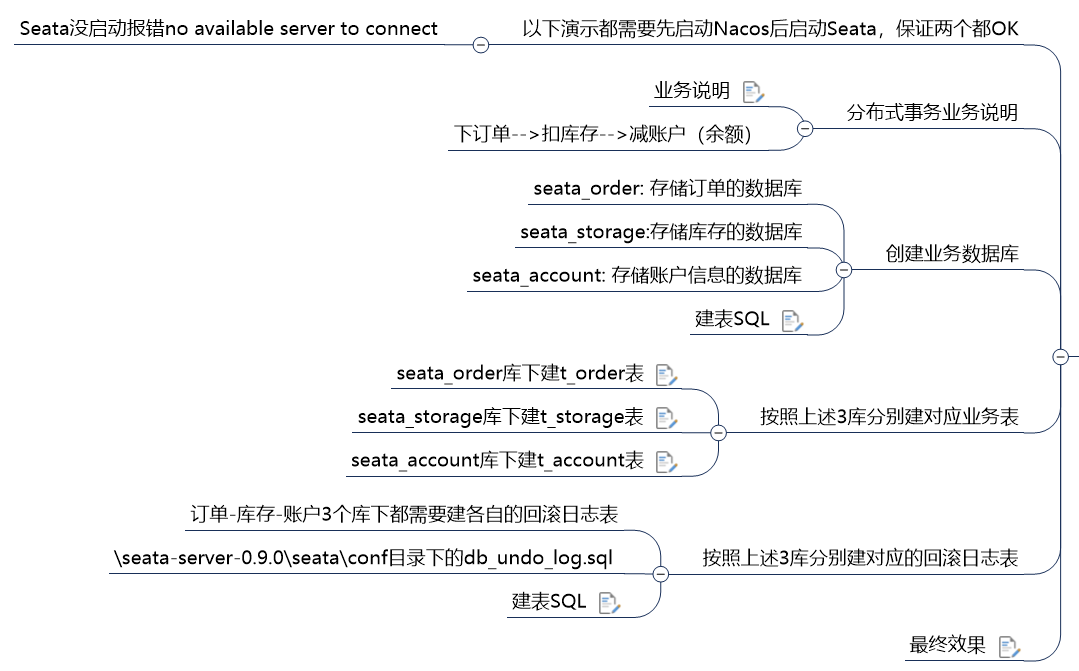 Seata没启动报错no available server to connect
以下演示都需要先启动Nacos后启动Seata，保证两个都OK
业务说明
下订单-->扣库存-->减账户（余额）
分布式事务业务说明
seata_order: 存储订单的数据库
seata_storage:存储库存的数据库
seata_account: 存储账户信息的数据库
建表SQL
创建业务数据库
seata_order库下建t_order表
seata_storage库下建t_storage表
seata_account库下建t_account表
按照上述3库分别建对应业务表
订单-库存-账户3个库下都需要建各自的回滚日志表
\seata-server-0.9.0\seata\conf目录下的db_undo_log.sql
建表SQL
按照上述3库分别建对应的回滚日志表
最终效果